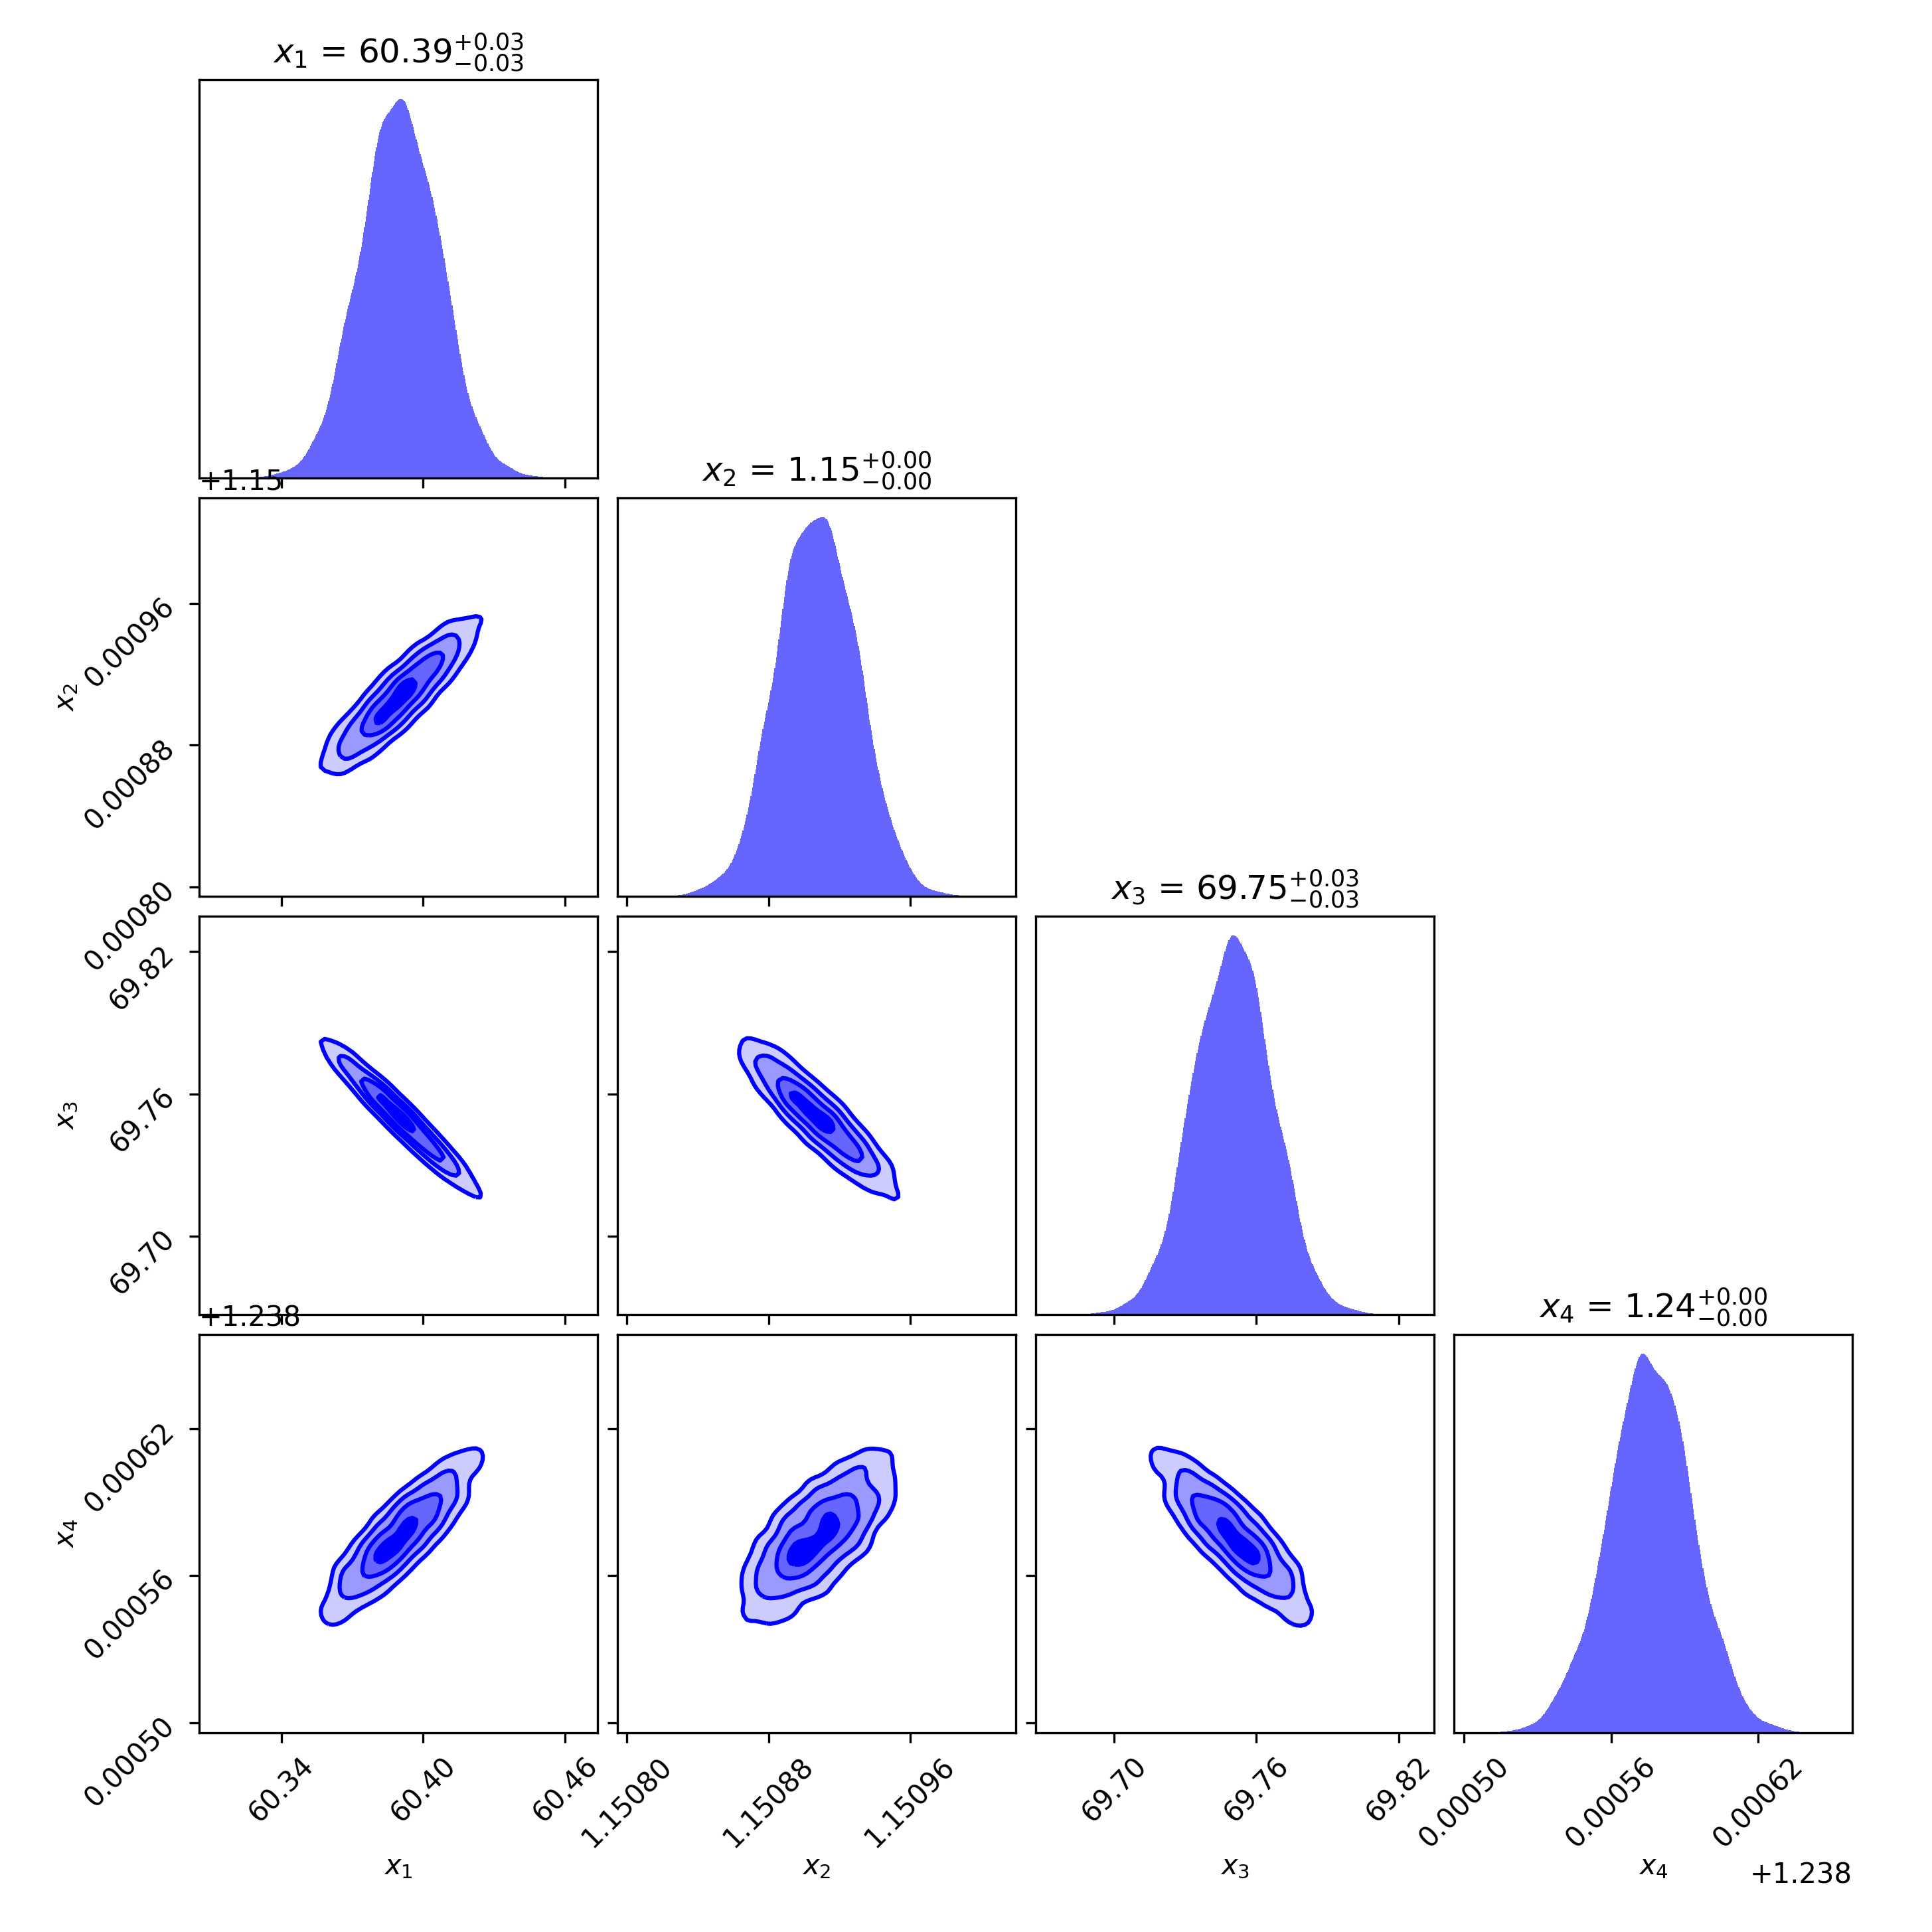 x₁ = 60.39 +0.03 −0.03
+1.15
x₂ = 1.15 +0.00 −0.00
x₂
0.00096
0.00088
0.00080
x₃ = 69.75 +0.03 −0.03
x₃
69.82
69.76
69.70
+1.238
x₄ = 1.24 +0.00 −0.00
x₄
0.00062
0.00056
0.00050
60.34 60.40 60.46 1.15080 1.15088 1.15096 69.70 69.76 69.82 0.00050 0.00056 0.00062
x₁ x₂ x₃ x₄ +1.238